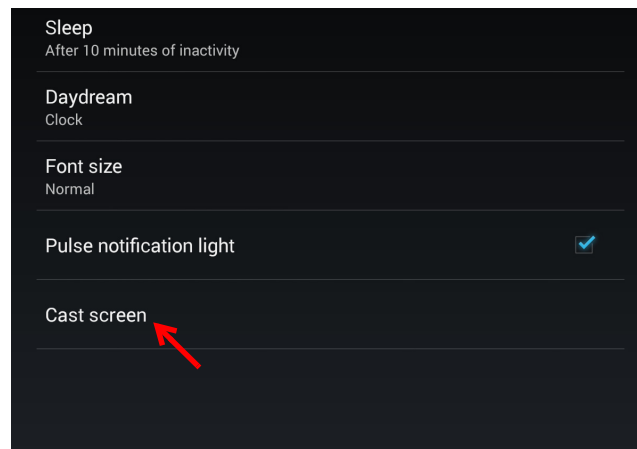 Sleep
After 10 minutes of inactivity
Daydream
Clock
Font size
Normal
Pulse notification light
Cast screen